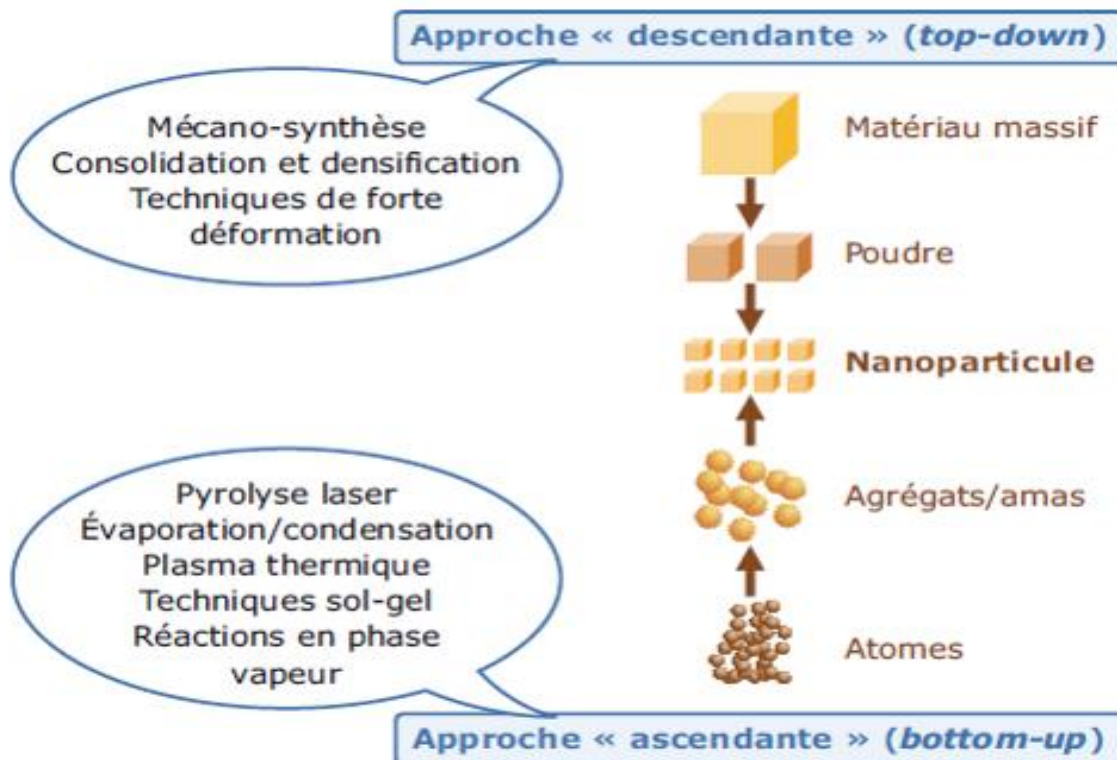 Approche « descendante » (top-down)
Mécano-synthèse
Consolidation et densification
Techniques de forte
déformation
Matériau massif
Poudre
Nanoparticule
Agrégats/amas
Atomes
Pyrolyse laser
Évaporation/condensation
Plasma thermique
Techniques sol-gel
Réactions en phase
vapeur
Approche « ascendante » (bottom-up)